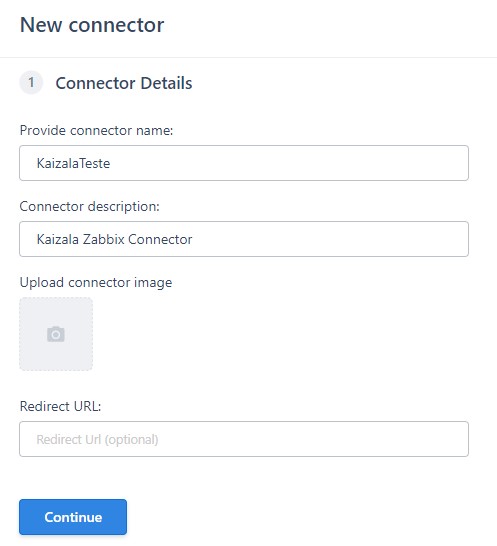 New connector
1 Connector Details
Provide connector name:
KaizalaTeste
Connector description:
Kaizala Zabbix Connector
Upload connector image
Redirect URL:
Redirect Url (optional)
Continue